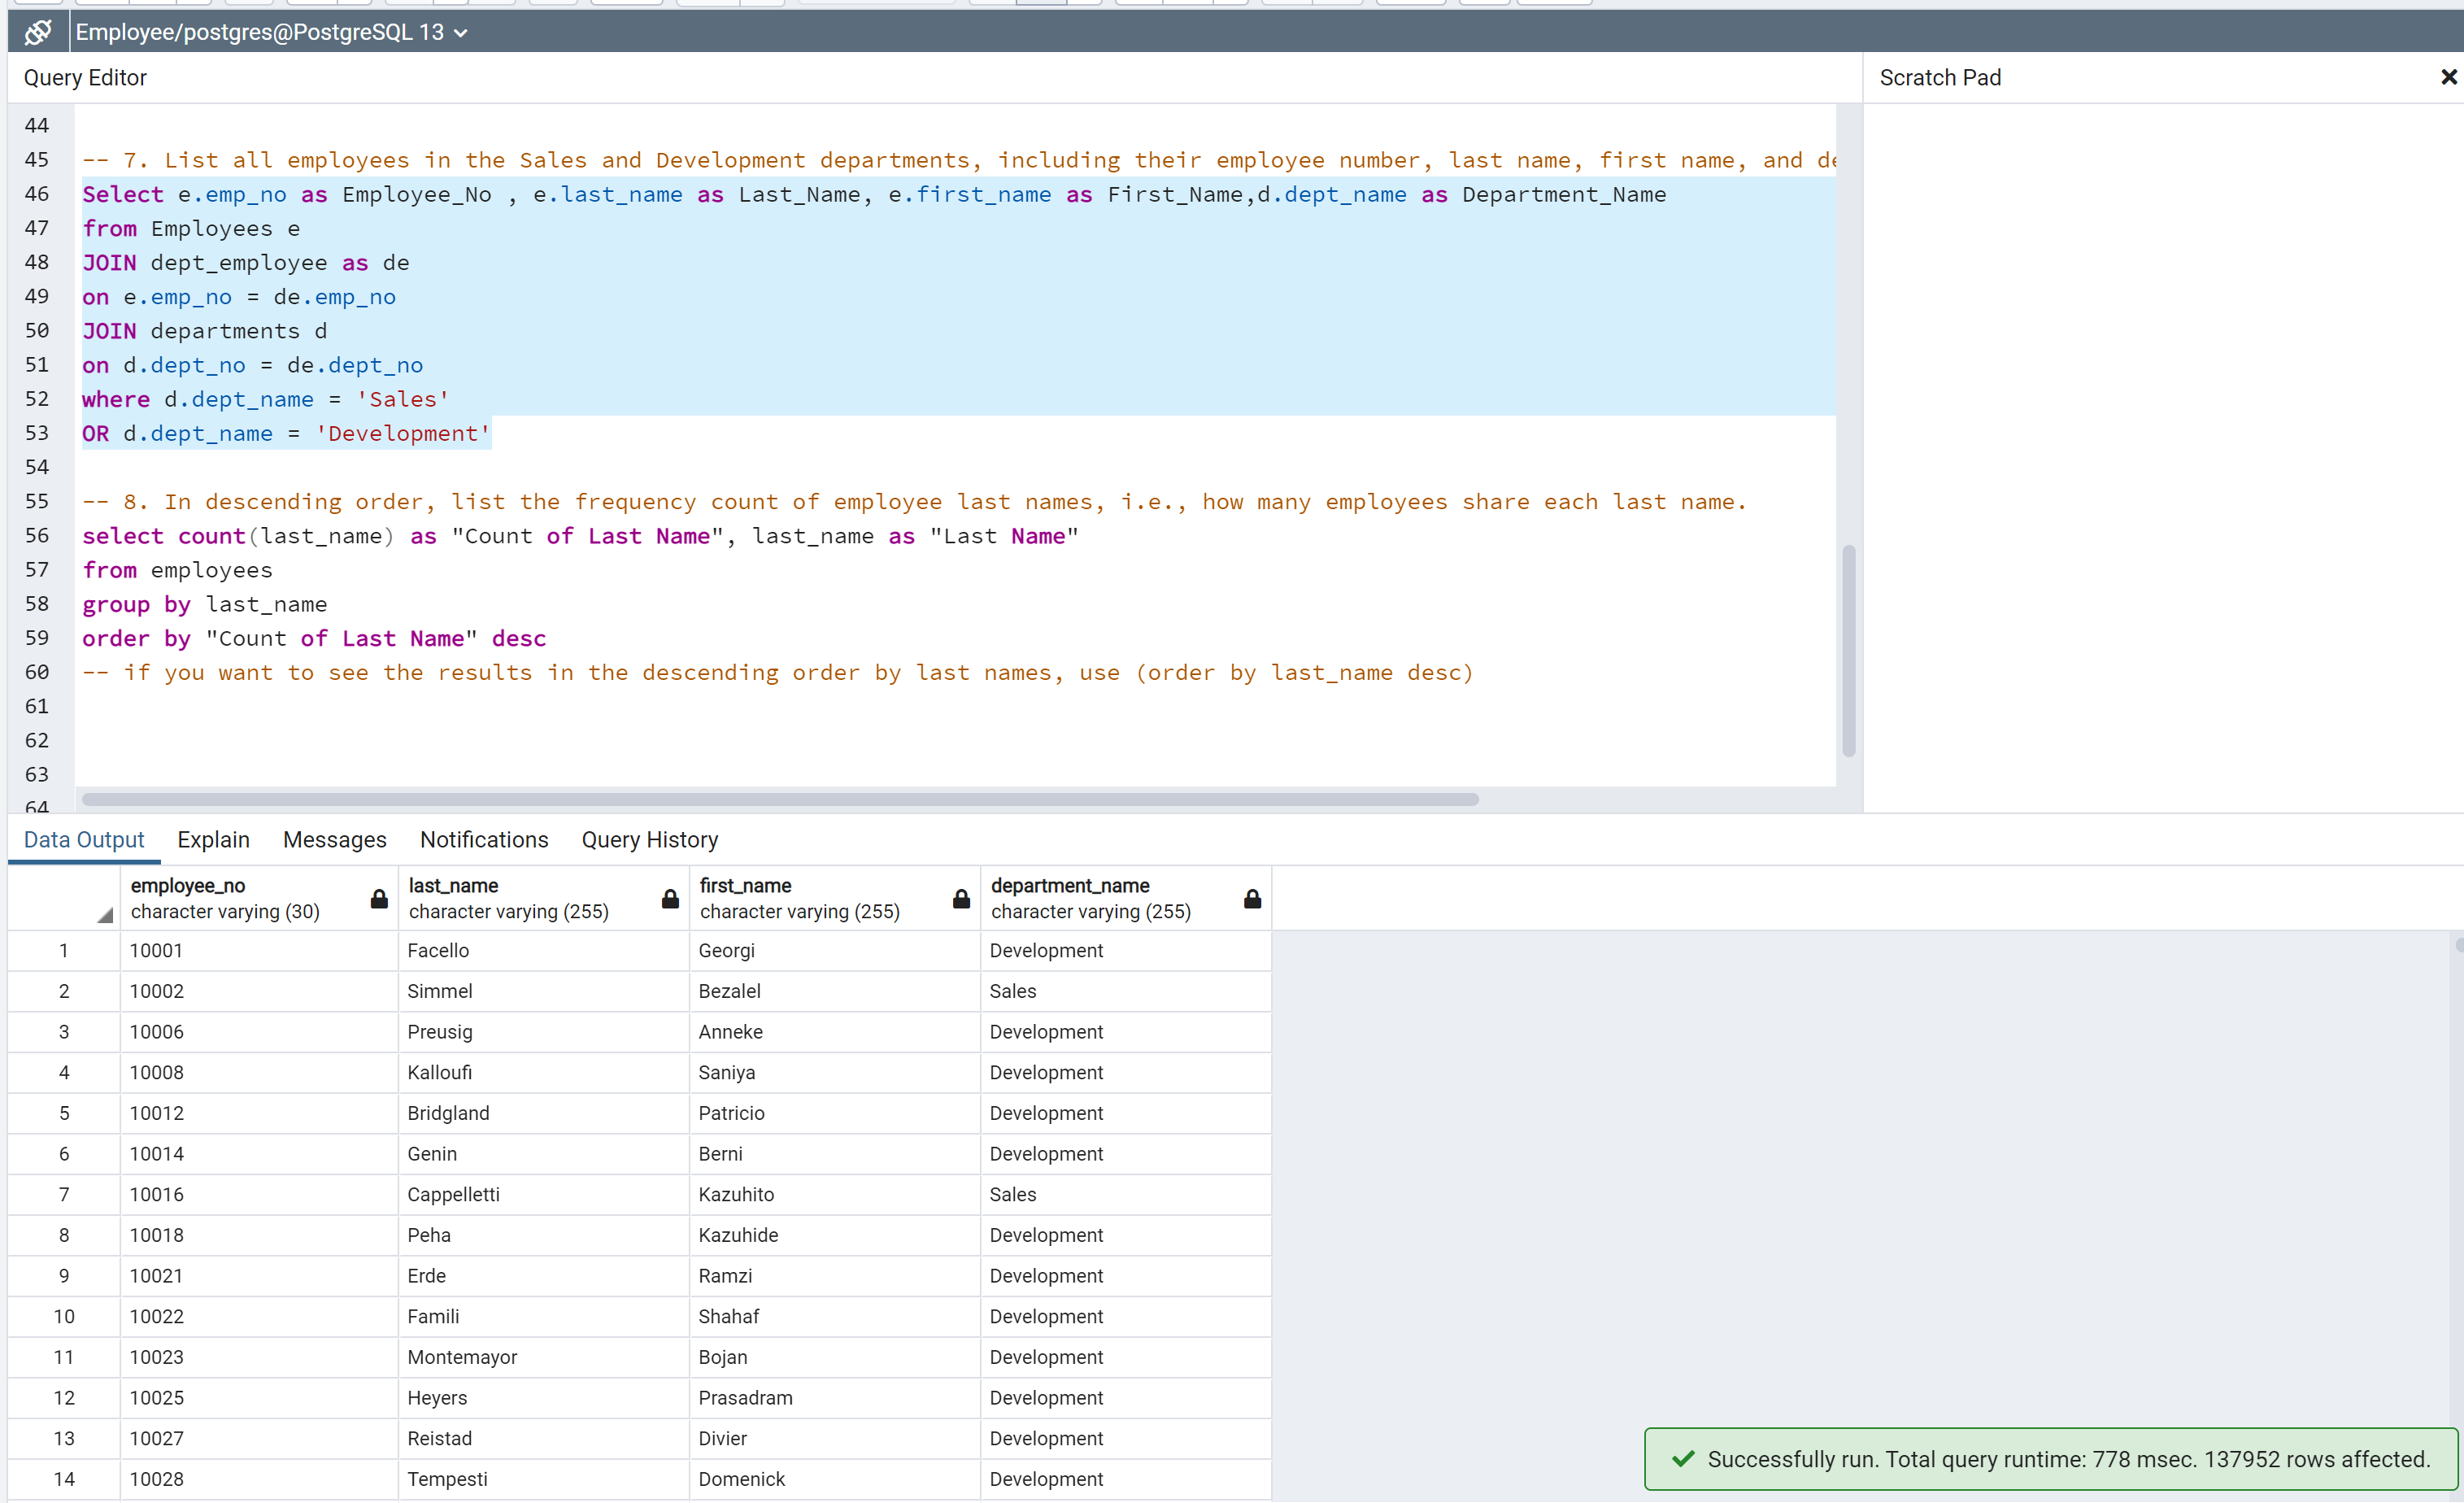 Employee/postgres@PostgreSQL 13
Query Editor
Scratch Pad
44
45 -- 7. List all employees in the Sales and Development departments, including their employee number, last name, first name, and
46 Select e.emp_no as Employee_No , e.last_name as Last_Name, e.first_name as First_Name,d.dept_name as Department_Name
47 from Employees e
48 JOIN dept_employee as de
49 on e.emp_no = de.emp_no
50 JOIN departments d
51 on d.dept_no = de.dept_no
52 where d.dept_name = 'Sales'
53 OR d.dept_name = 'Development'
54
55 -- 8. In descending order, list the frequency count of employee last names, i.e., how many employees share each last name.
56 select count(last_name) as "Count of Last Name", last_name as "Last Name"
57 from employees
58 group by last_name
59 order by "Count of Last Name" desc
60 -- if you want to see the results in the descending order by last names, use (order by last_name desc)
61
62
63
64
Data Output Explain Messages Notifications Query History
employee_no last_name first_name department_name
character varying (30) character varying (255) character varying (255) character varying (255)
1 10001 Facello Georgi Development
2 10002 Simmel Bezalel Sales
3 10006 Preusig Anneke Development
4 10008 Kalloufi Saniya Development
5 10012 Bridgland Patricio Development
6 10014 Genin Berni Development
7 10016 Cappelletti Kazuhito Sales
8 10018 Peha Kazuhide Development
9 10021 Erde Ramzi Development
10 10022 Famili Shahaf Development
11 10023 Montemayor Bojan Development
12 10025 Heyers Prasadram Development
13 10027 Reistad Divier Development
14 10028 Tempesti Domenick Development
Successfully run. Total query runtime: 778 msec. 137952 rows affected.